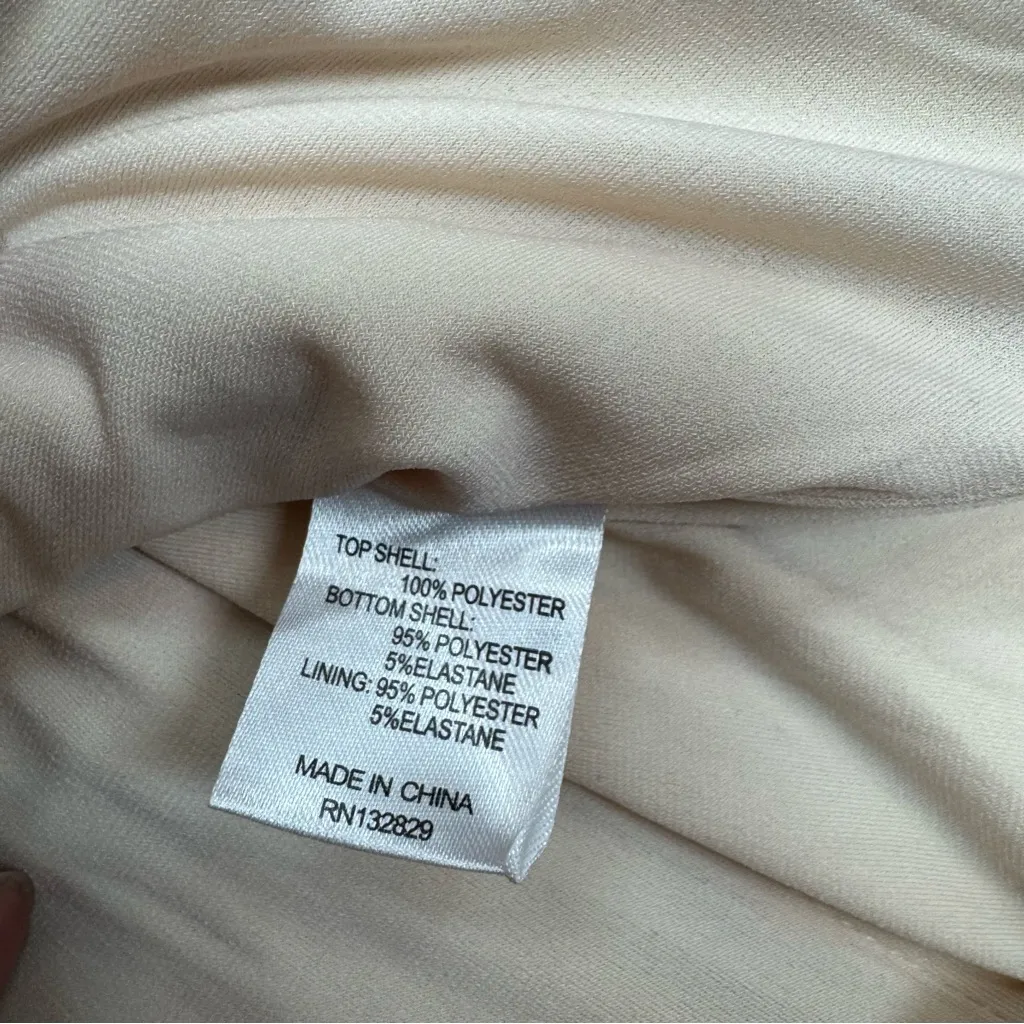 TOP SHELL:
100% POLYESTER
BOTTOM SHELL:
95% POLYESTER
5%ELASTANE
LINING: 95% POLYESTER
5%ELASTANE
MADE IN CHINA
RN132829